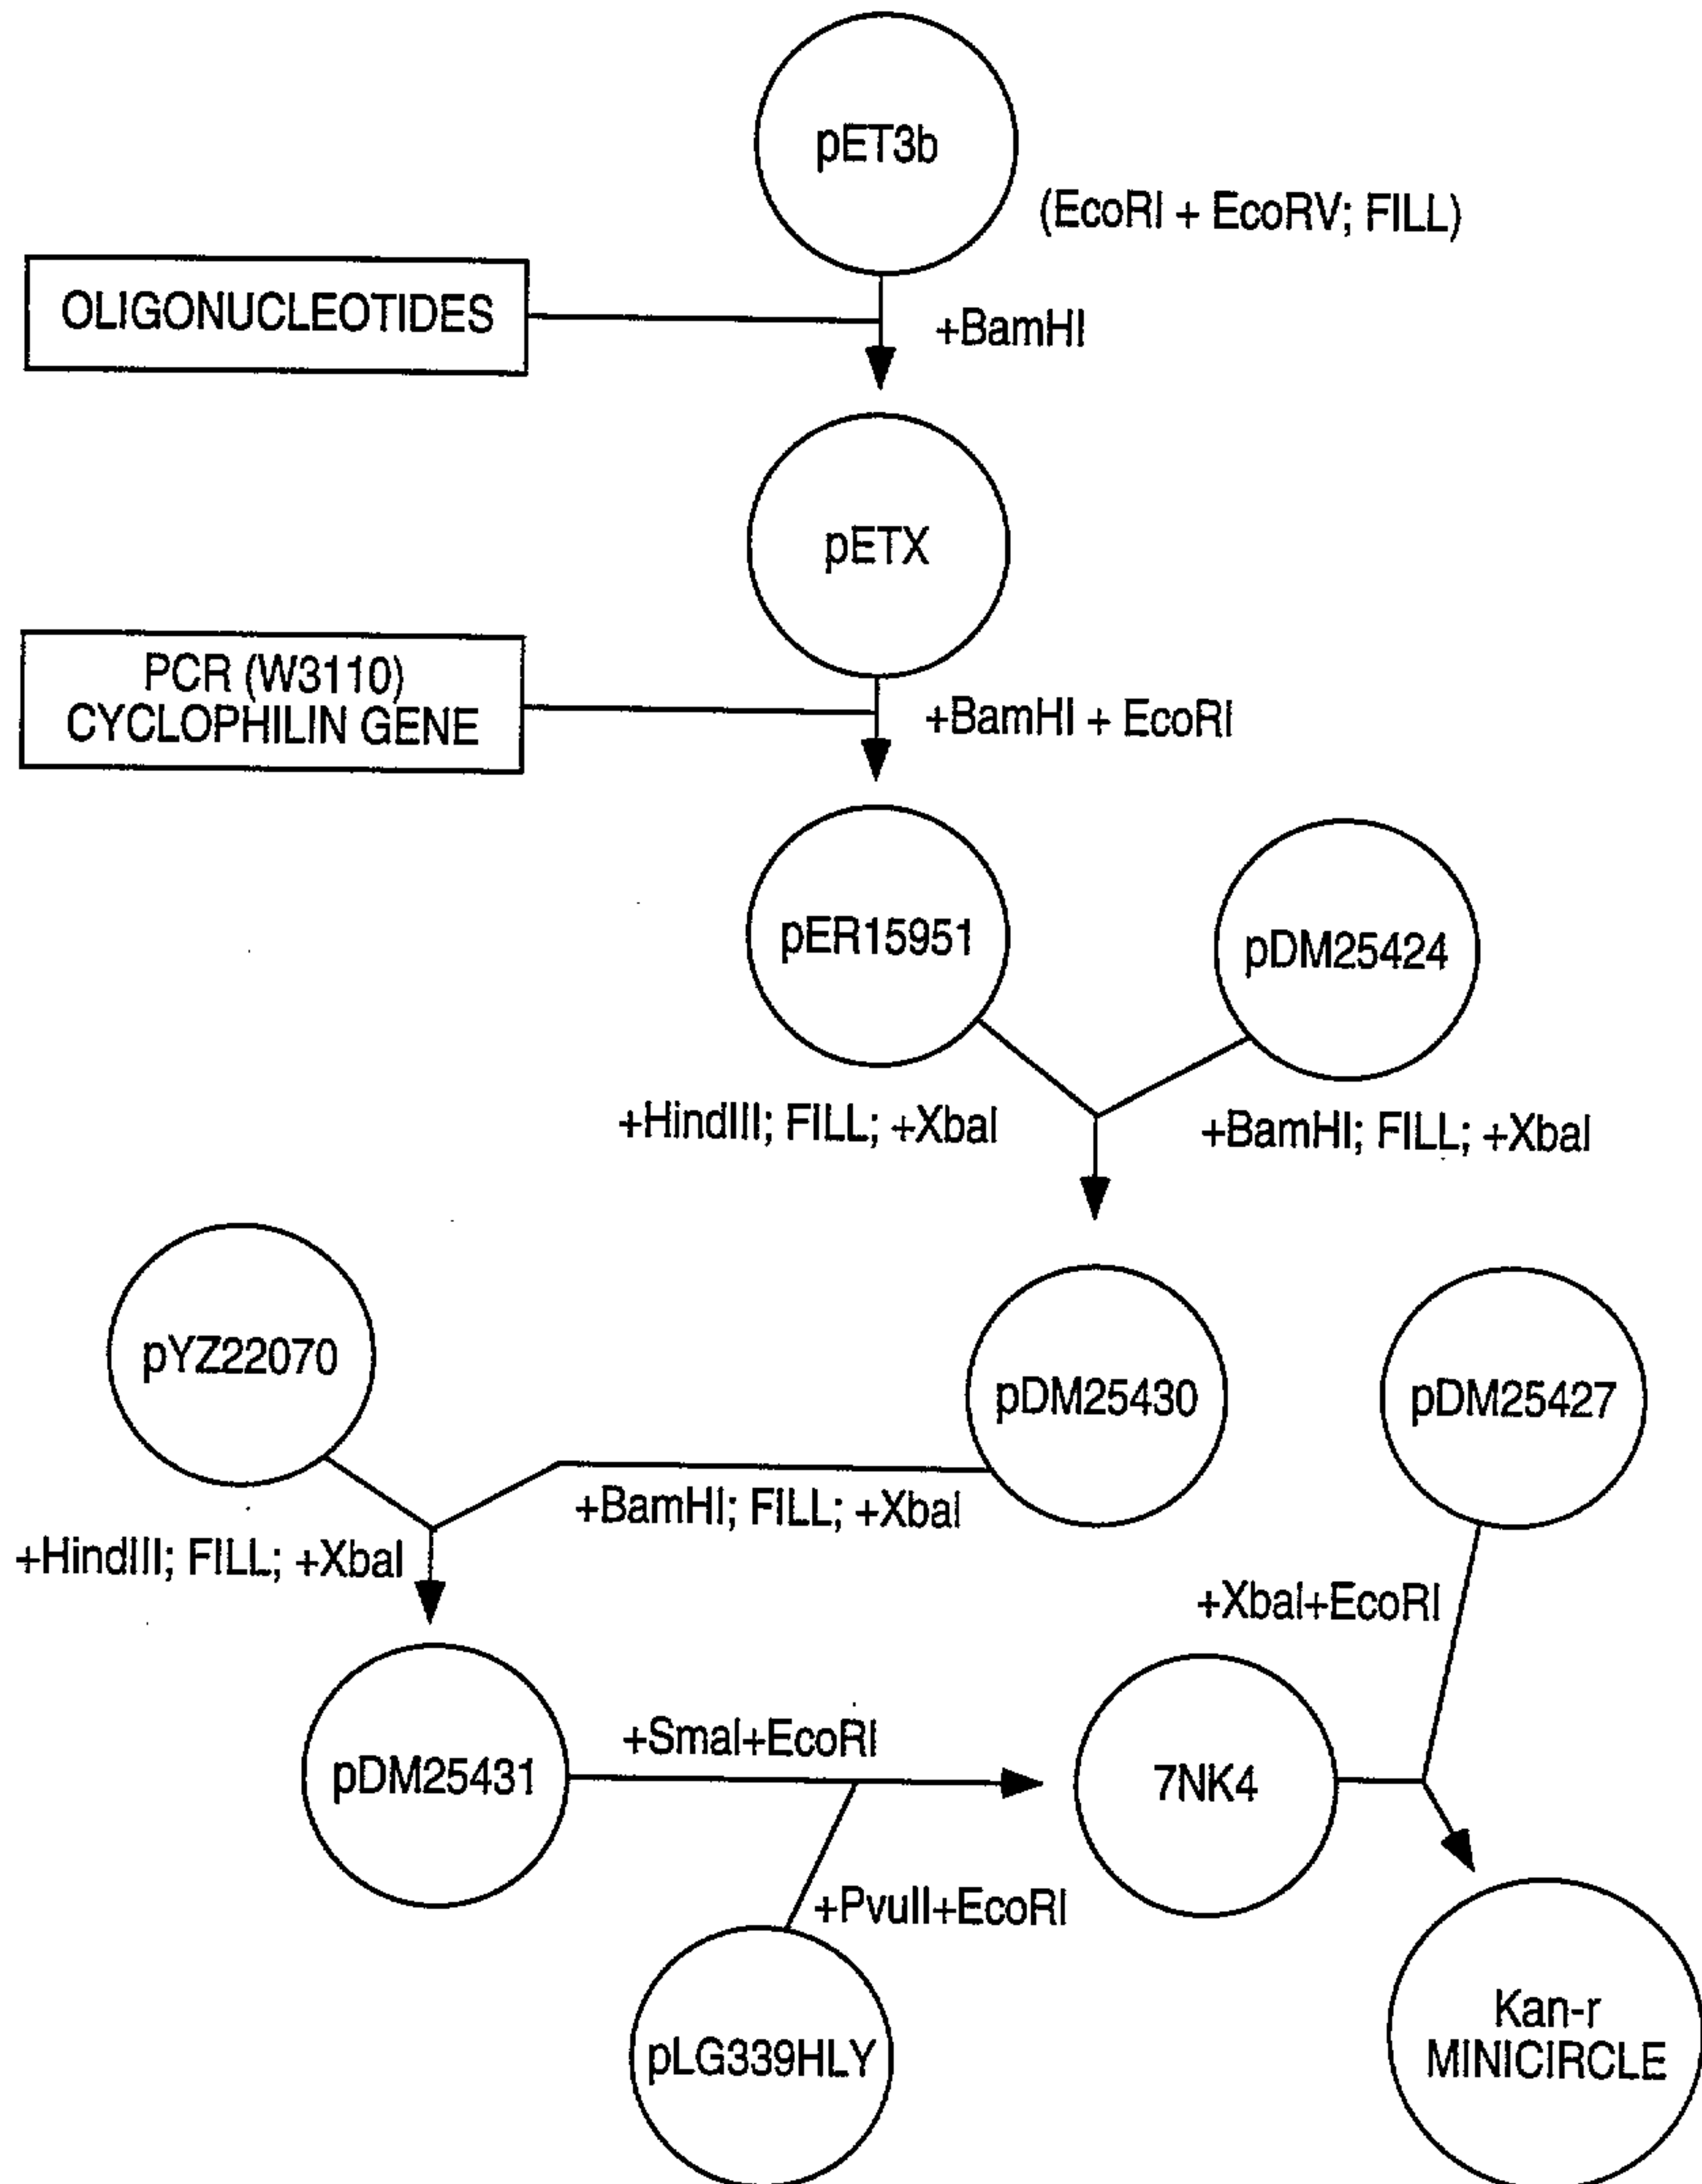 pET3b
(EcoRI + EcoRV; FILL)
OLIGONUCLEOTIDES
+BamHI
pETX
PCR (W3110)
CYCLOPHILIN GENE
+BamHI + EcoRI
pER15951
pDM25424
+HindIII; FILL; +XbaI
+BamHI; FILL; +XbaI
pYZ22070
pDM25430
pDM25427
+BamHI; FILL; +XbaI
+HindIII; FILL; +XbaI
+XbaI+EcoRI
pDM25431
+SmaI+EcoRI
7NK4
+PvuII+EcoRI
pLG339HLY
Kan-r
MINICIRCLE